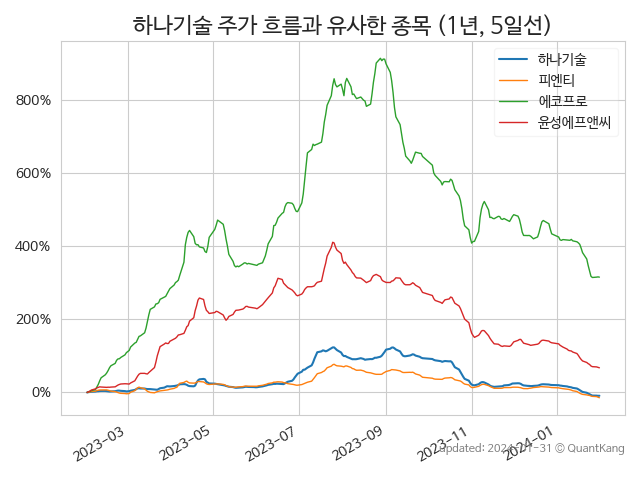 하나기술 주가 흐름과 유사한 종목 (1년, 5일선)
하나기술
피엔티
에코프로
윤성에프앤씨
800%
600%
400%
200%
0%
2023-03
2023-05
2023-07
2023-09
2023-11
2024-01
updated: 2024-01-31 © QuantKang